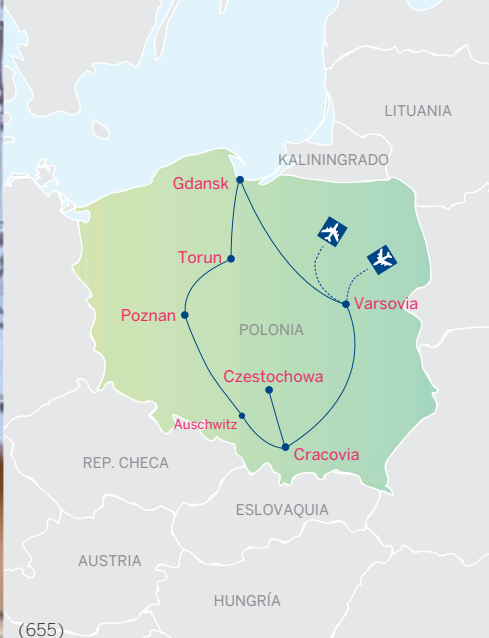 LITUANIA
KALININGRADO
Gdansk
Torun
Varsovia
Poznan
POLONIA
Czestochowa
Auschwitz
Cracovia
REP. CHECA
ESLOVAQUIA
AUSTRIA
HUNGRÍA
(655)